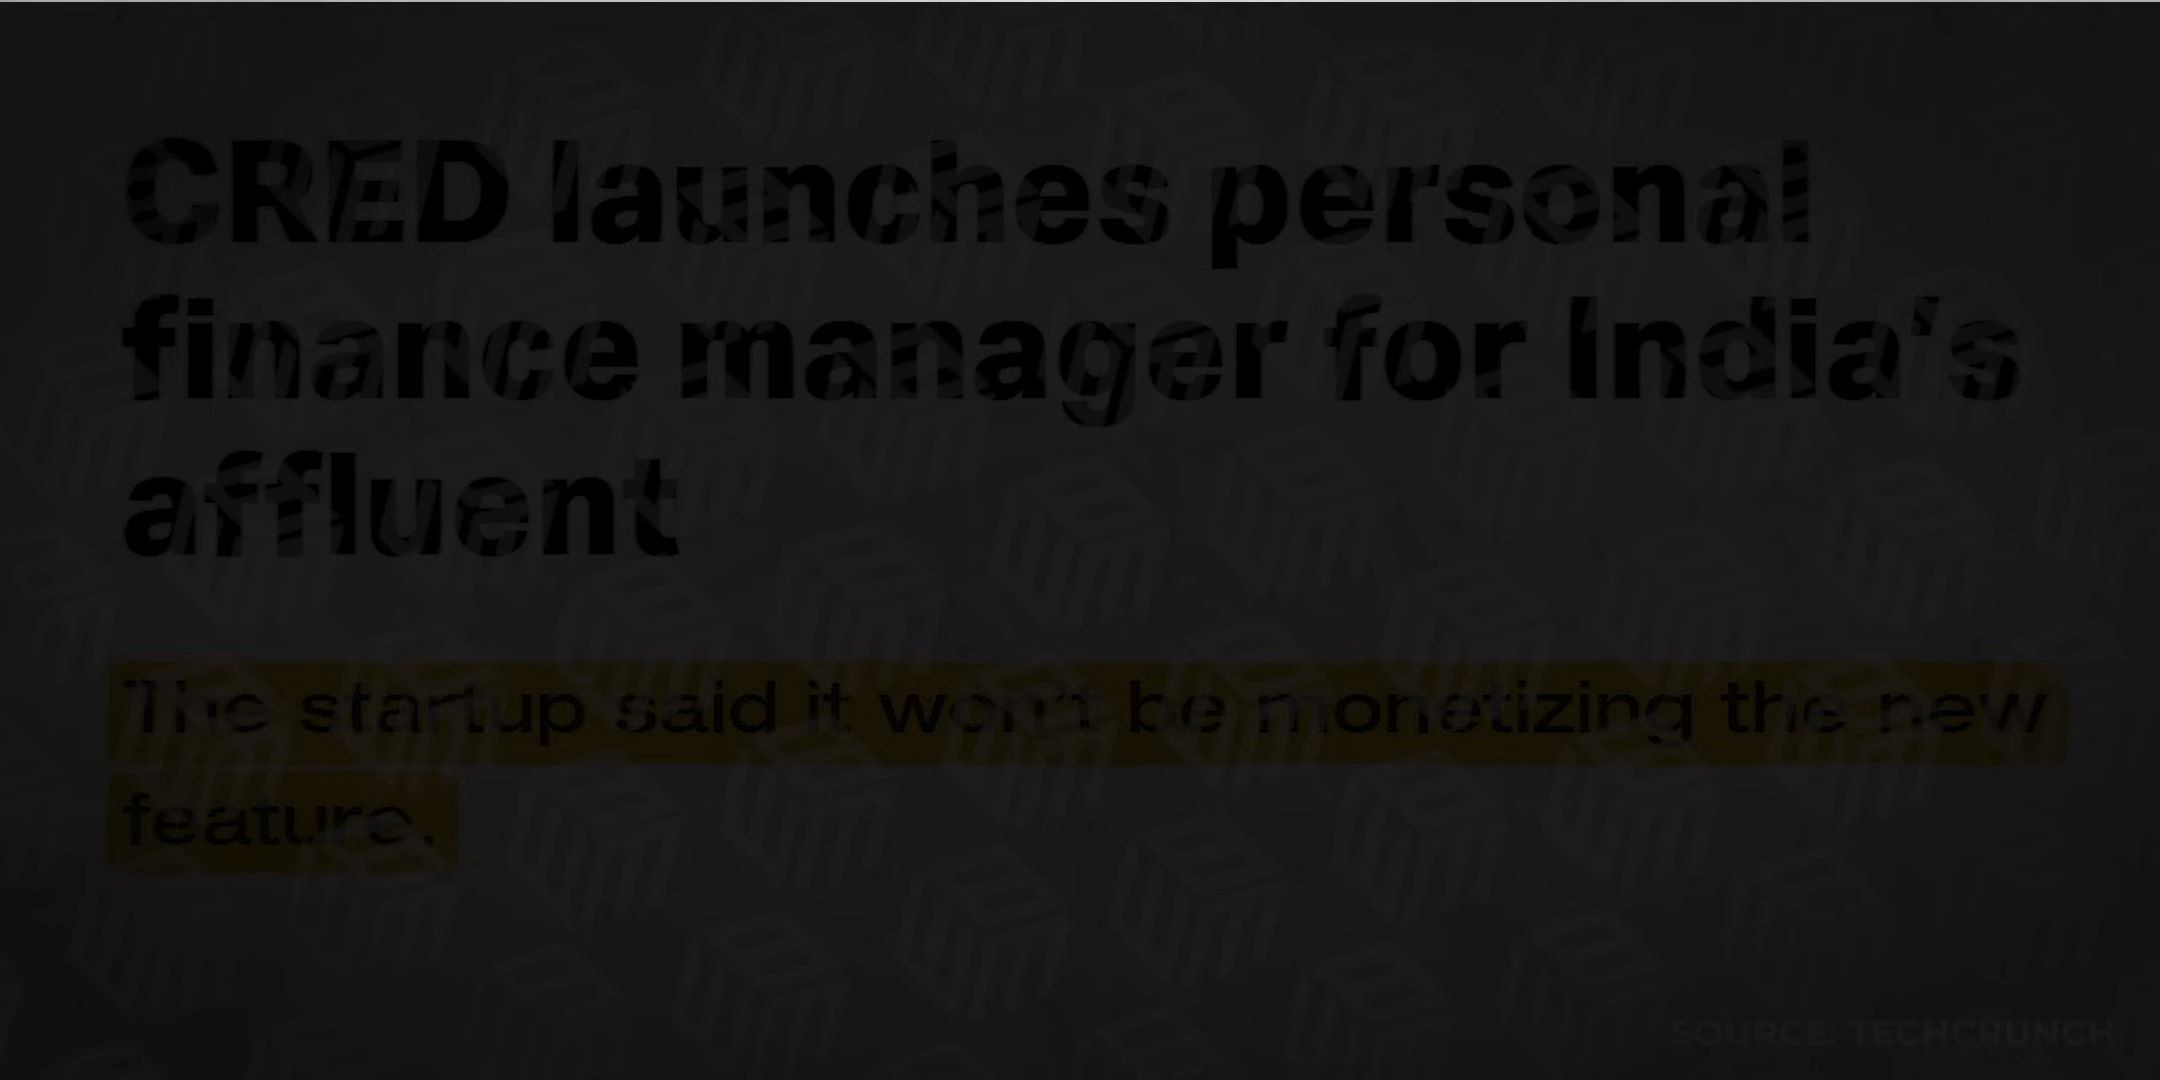 CRED launches personal
finance manager for India's
affluent
The startup said it won't be monetizing the new
feature.
SOURCE: TECHCRUNCH